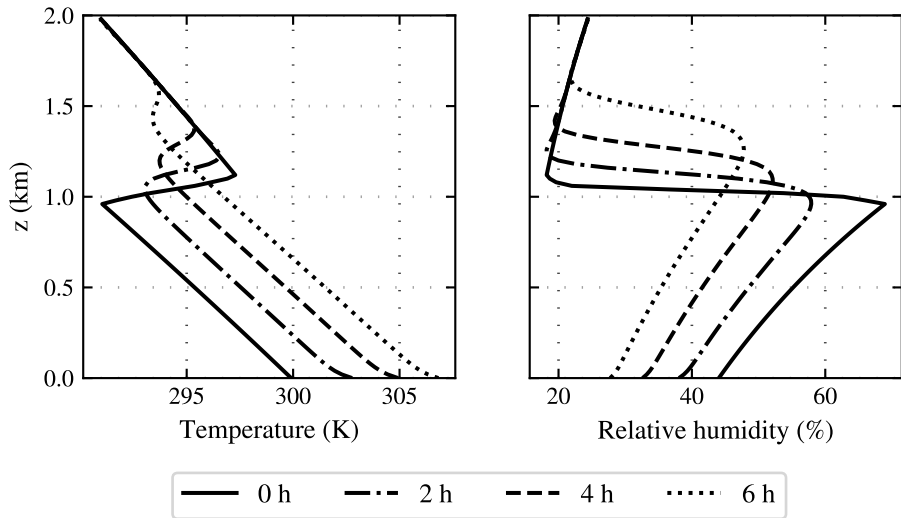 2.0
1.5
1.0
0.5
0.0
z (km)
295 300 305
20 40 60
Temperature (K)
Relative humidity (%)
0 h 2 h 4 h 6 h